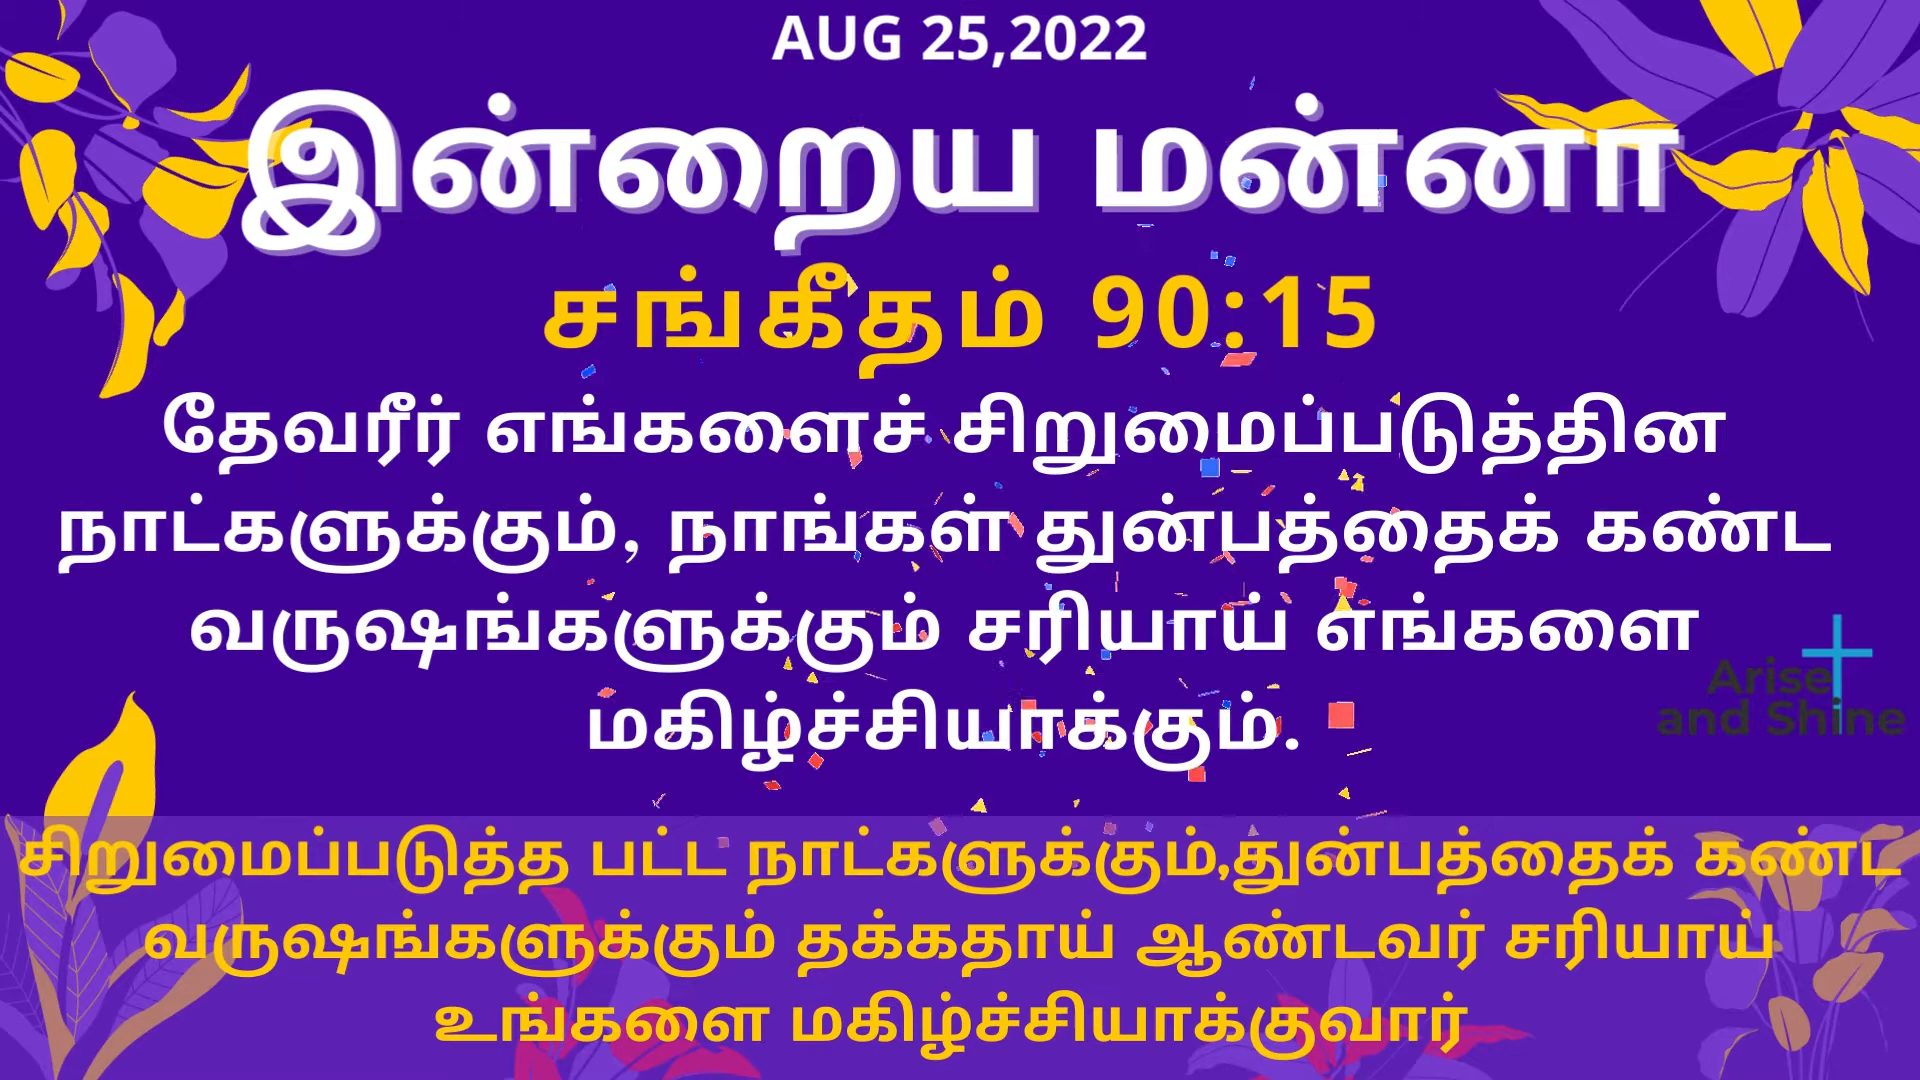 AUG 25,2022
இன்றைய மன்னா
சங்கீதம் 90:15
தேவரீர் எங்களைச் சிறுமைப்படுத்தின
நாட்களுக்கும், நாங்கள் துன்பத்தைக் கண்ட
வருஷங்களுக்கும் சரியாய் எங்களை
மகிழ்ச்சியாக்கும்.
Arise
and Shine
சிறுமைப்படுத்த பட்ட நாட்களுக்கும்,துன்பத்தைக் கண்ட
வருஷங்களுக்கும் தக்கதாய் ஆண்டவர் சரியாய்
உங்களை மகிழ்ச்சியாக்குவார்